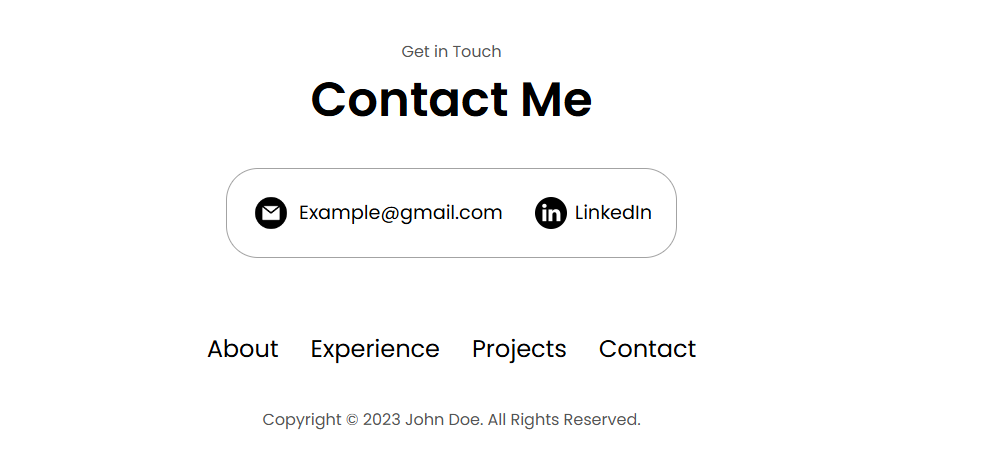 Get in Touch
Contact Me
Example@gmail.com in LinkedIn
About Experience Projects Contact
Copyright © 2023 John Doe. All Rights Reserved.